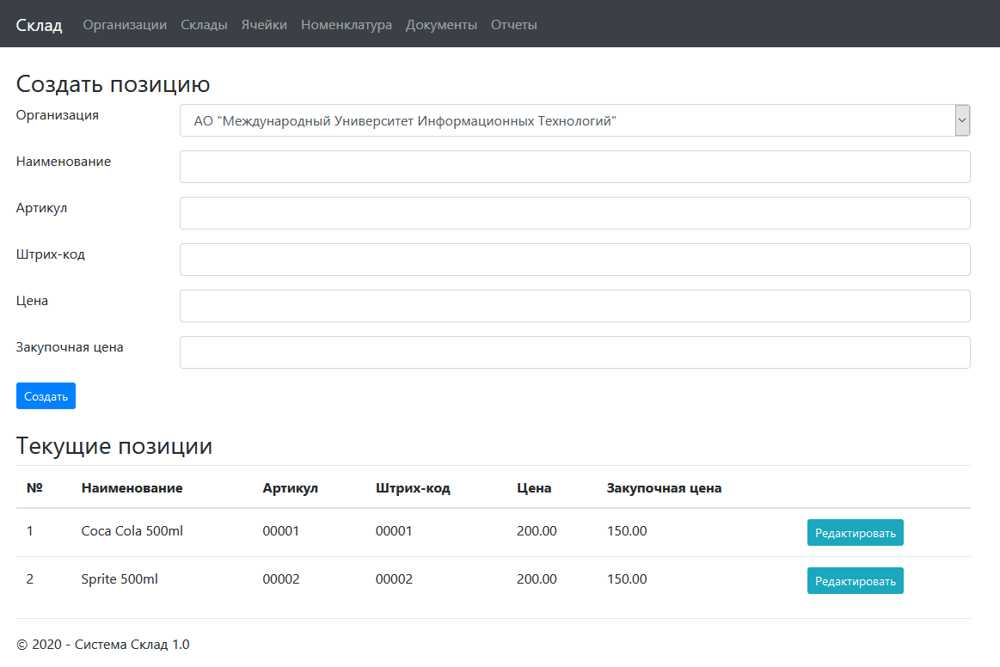 Склад Организации Склады Ячейки Номенклатура Документы Отчеты
Создать позицию
Организация АО "Международный Университет Информационных Технологий"
Наименование
Артикул
Штрих-код
Цена
Закупочная цена
Создать
Текущие позиции
№ Наименование Артикул Штрих-код Цена Закупочная цена
1 Coca Cola 500ml 00001 00001 200.00 150.00 Редактировать
2 Sprite 500ml 00002 00002 200.00 150.00 Редактировать
© 2020 - Система Склад 1.0